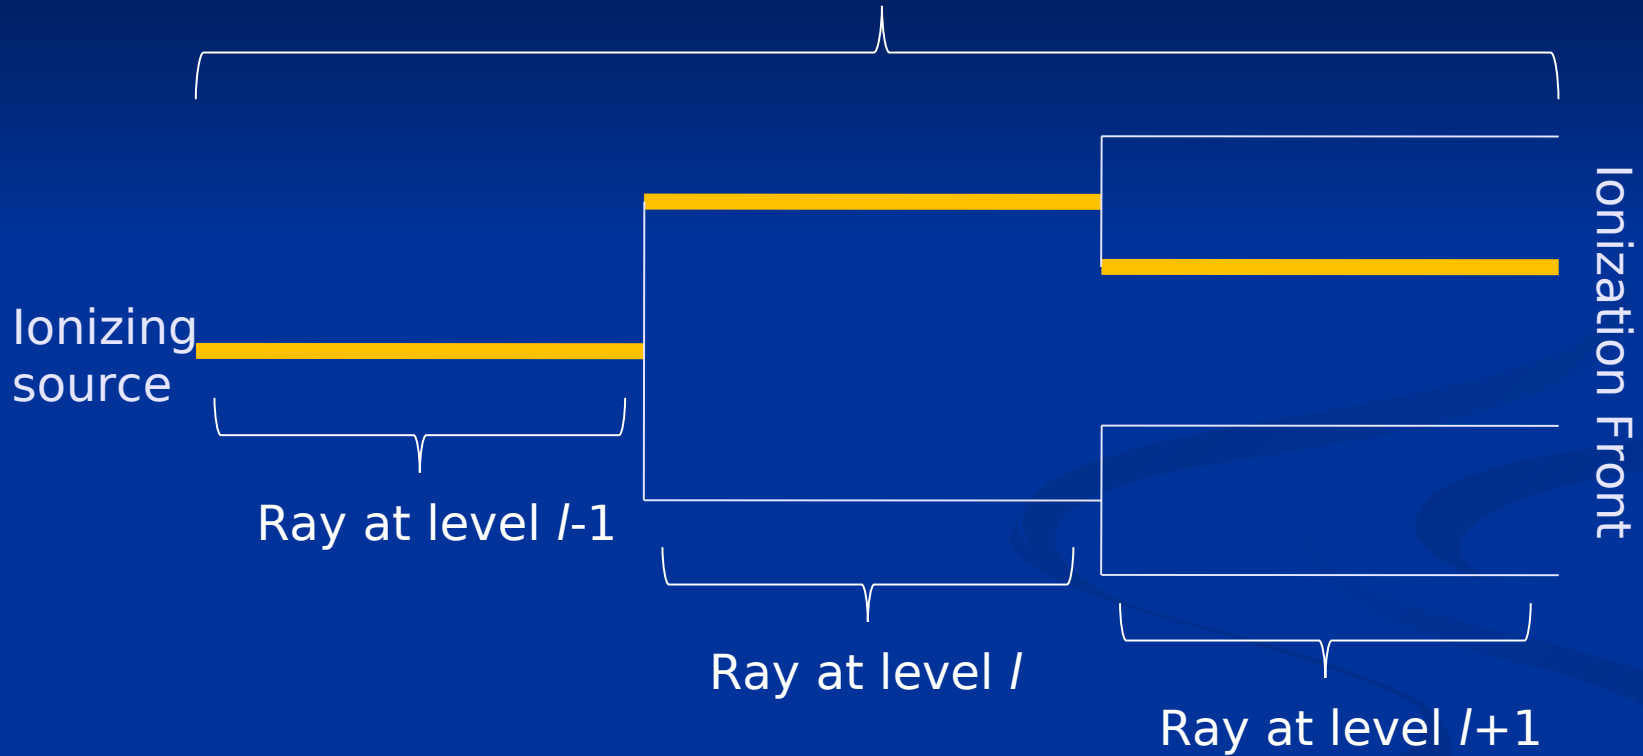 Ionizing
source
Ionization Front
Ray at level l-1
Ray at level l
Ray at level l+1